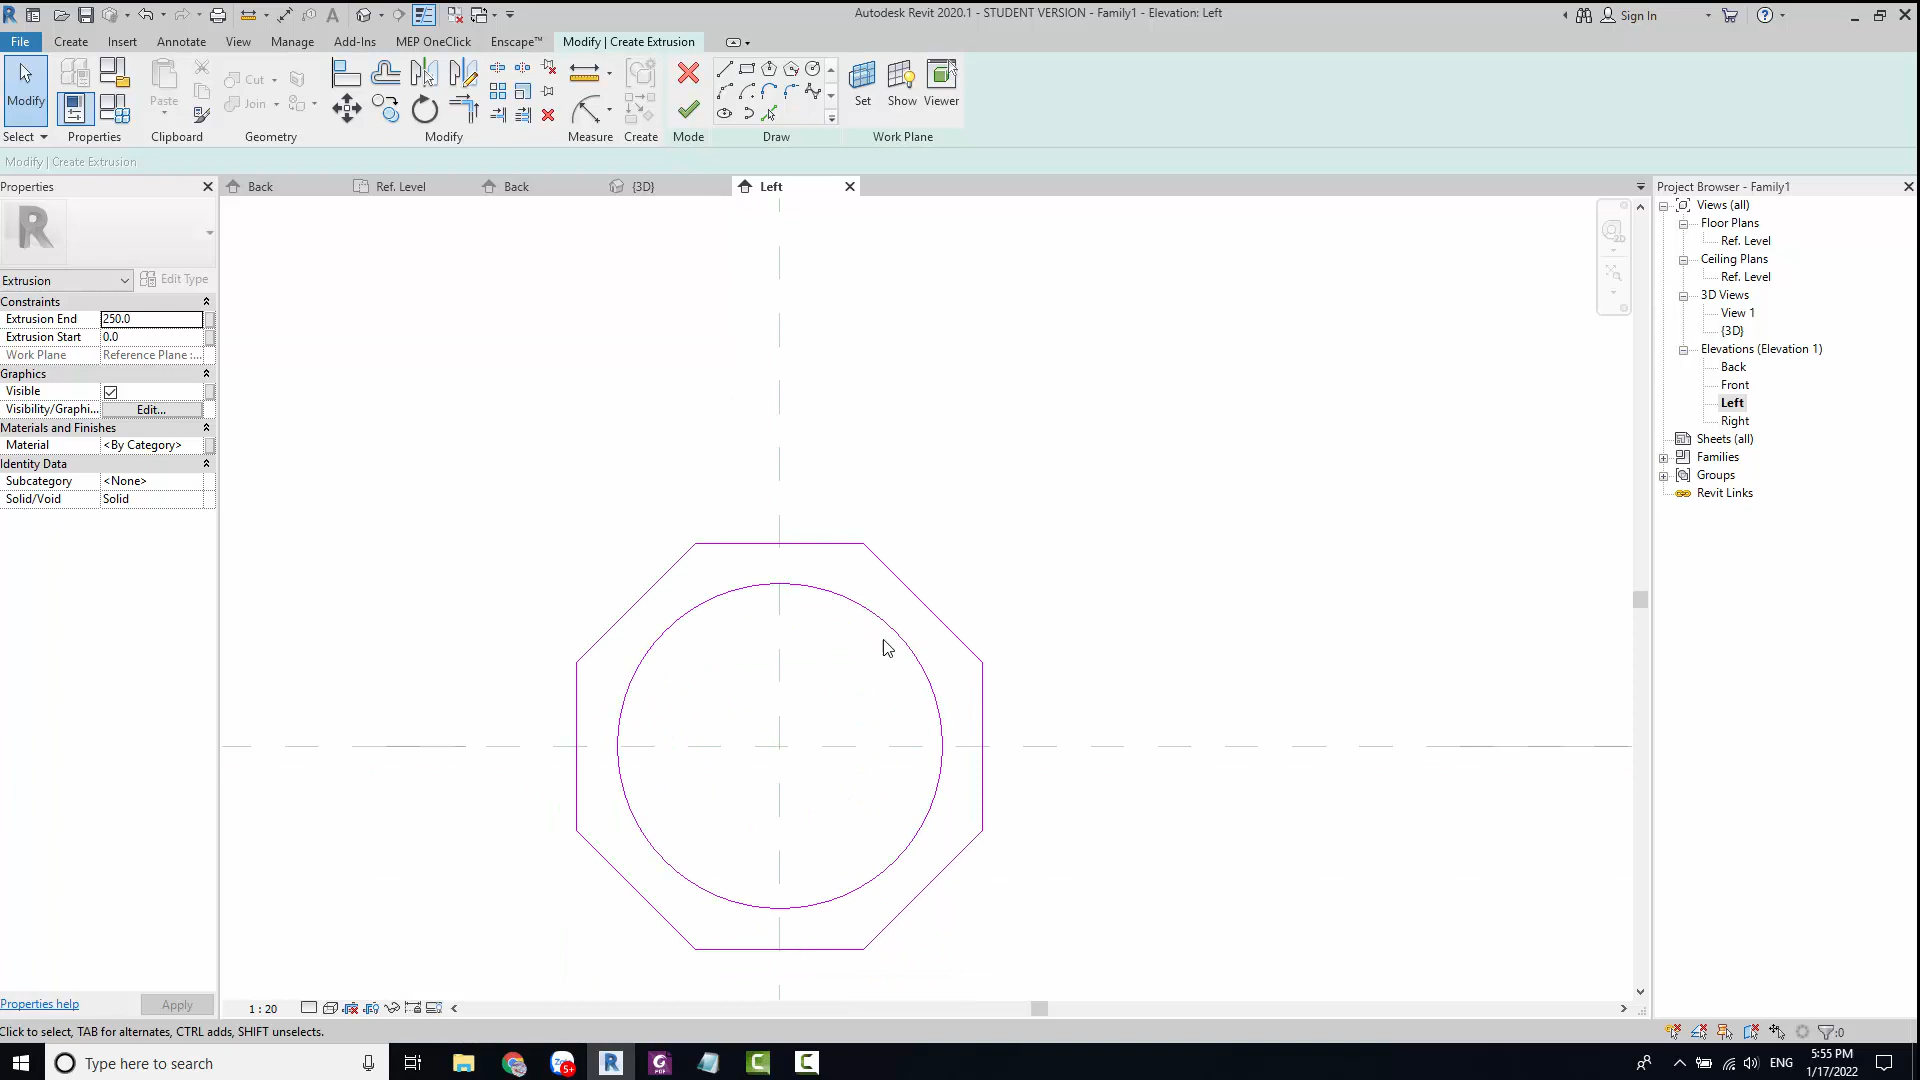 Autodesk Revit 2020.1 - STUDENT VERSION - Family1 - Elevation: Left
Sign In
File Create Insert Annotate View Manage Add-Ins MEP OneClick Enscape™ Modify | Create Extrusion
Modify
Paste
Cut
Join
Set Show Viewer
Select Properties Clipboard Geometry Modify Measure Create Mode Draw Work Plane
Modify | Create Extrusion
Properties
Back Ref. Level Back {3D} Left
Project Browser - Family1
Extrusion
Edit Type
Constraints
Extrusion End 250.0
Extrusion Start 0.0
Work Plane Reference Plane :...
Graphics
Visible
Visibility/Graphi... Edit...
Materials and Finishes
Material <By Category>
Identity Data
Subcategory <None>
Solid/Void Solid
Views (all)
Floor Plans
Ref. Level
Ceiling Plans
Ref. Level
3D Views
View 1
{3D}
Elevations (Elevation 1)
Back
Front
Left
Right
Sheets (all)
Families
Groups
Revit Links
Properties help
Apply
1 : 20
Click to select, TAB for alternates, CTRL adds, SHIFT unselects.
:0
Type here to search
5+
ENG
5:55 PM
1/17/2022